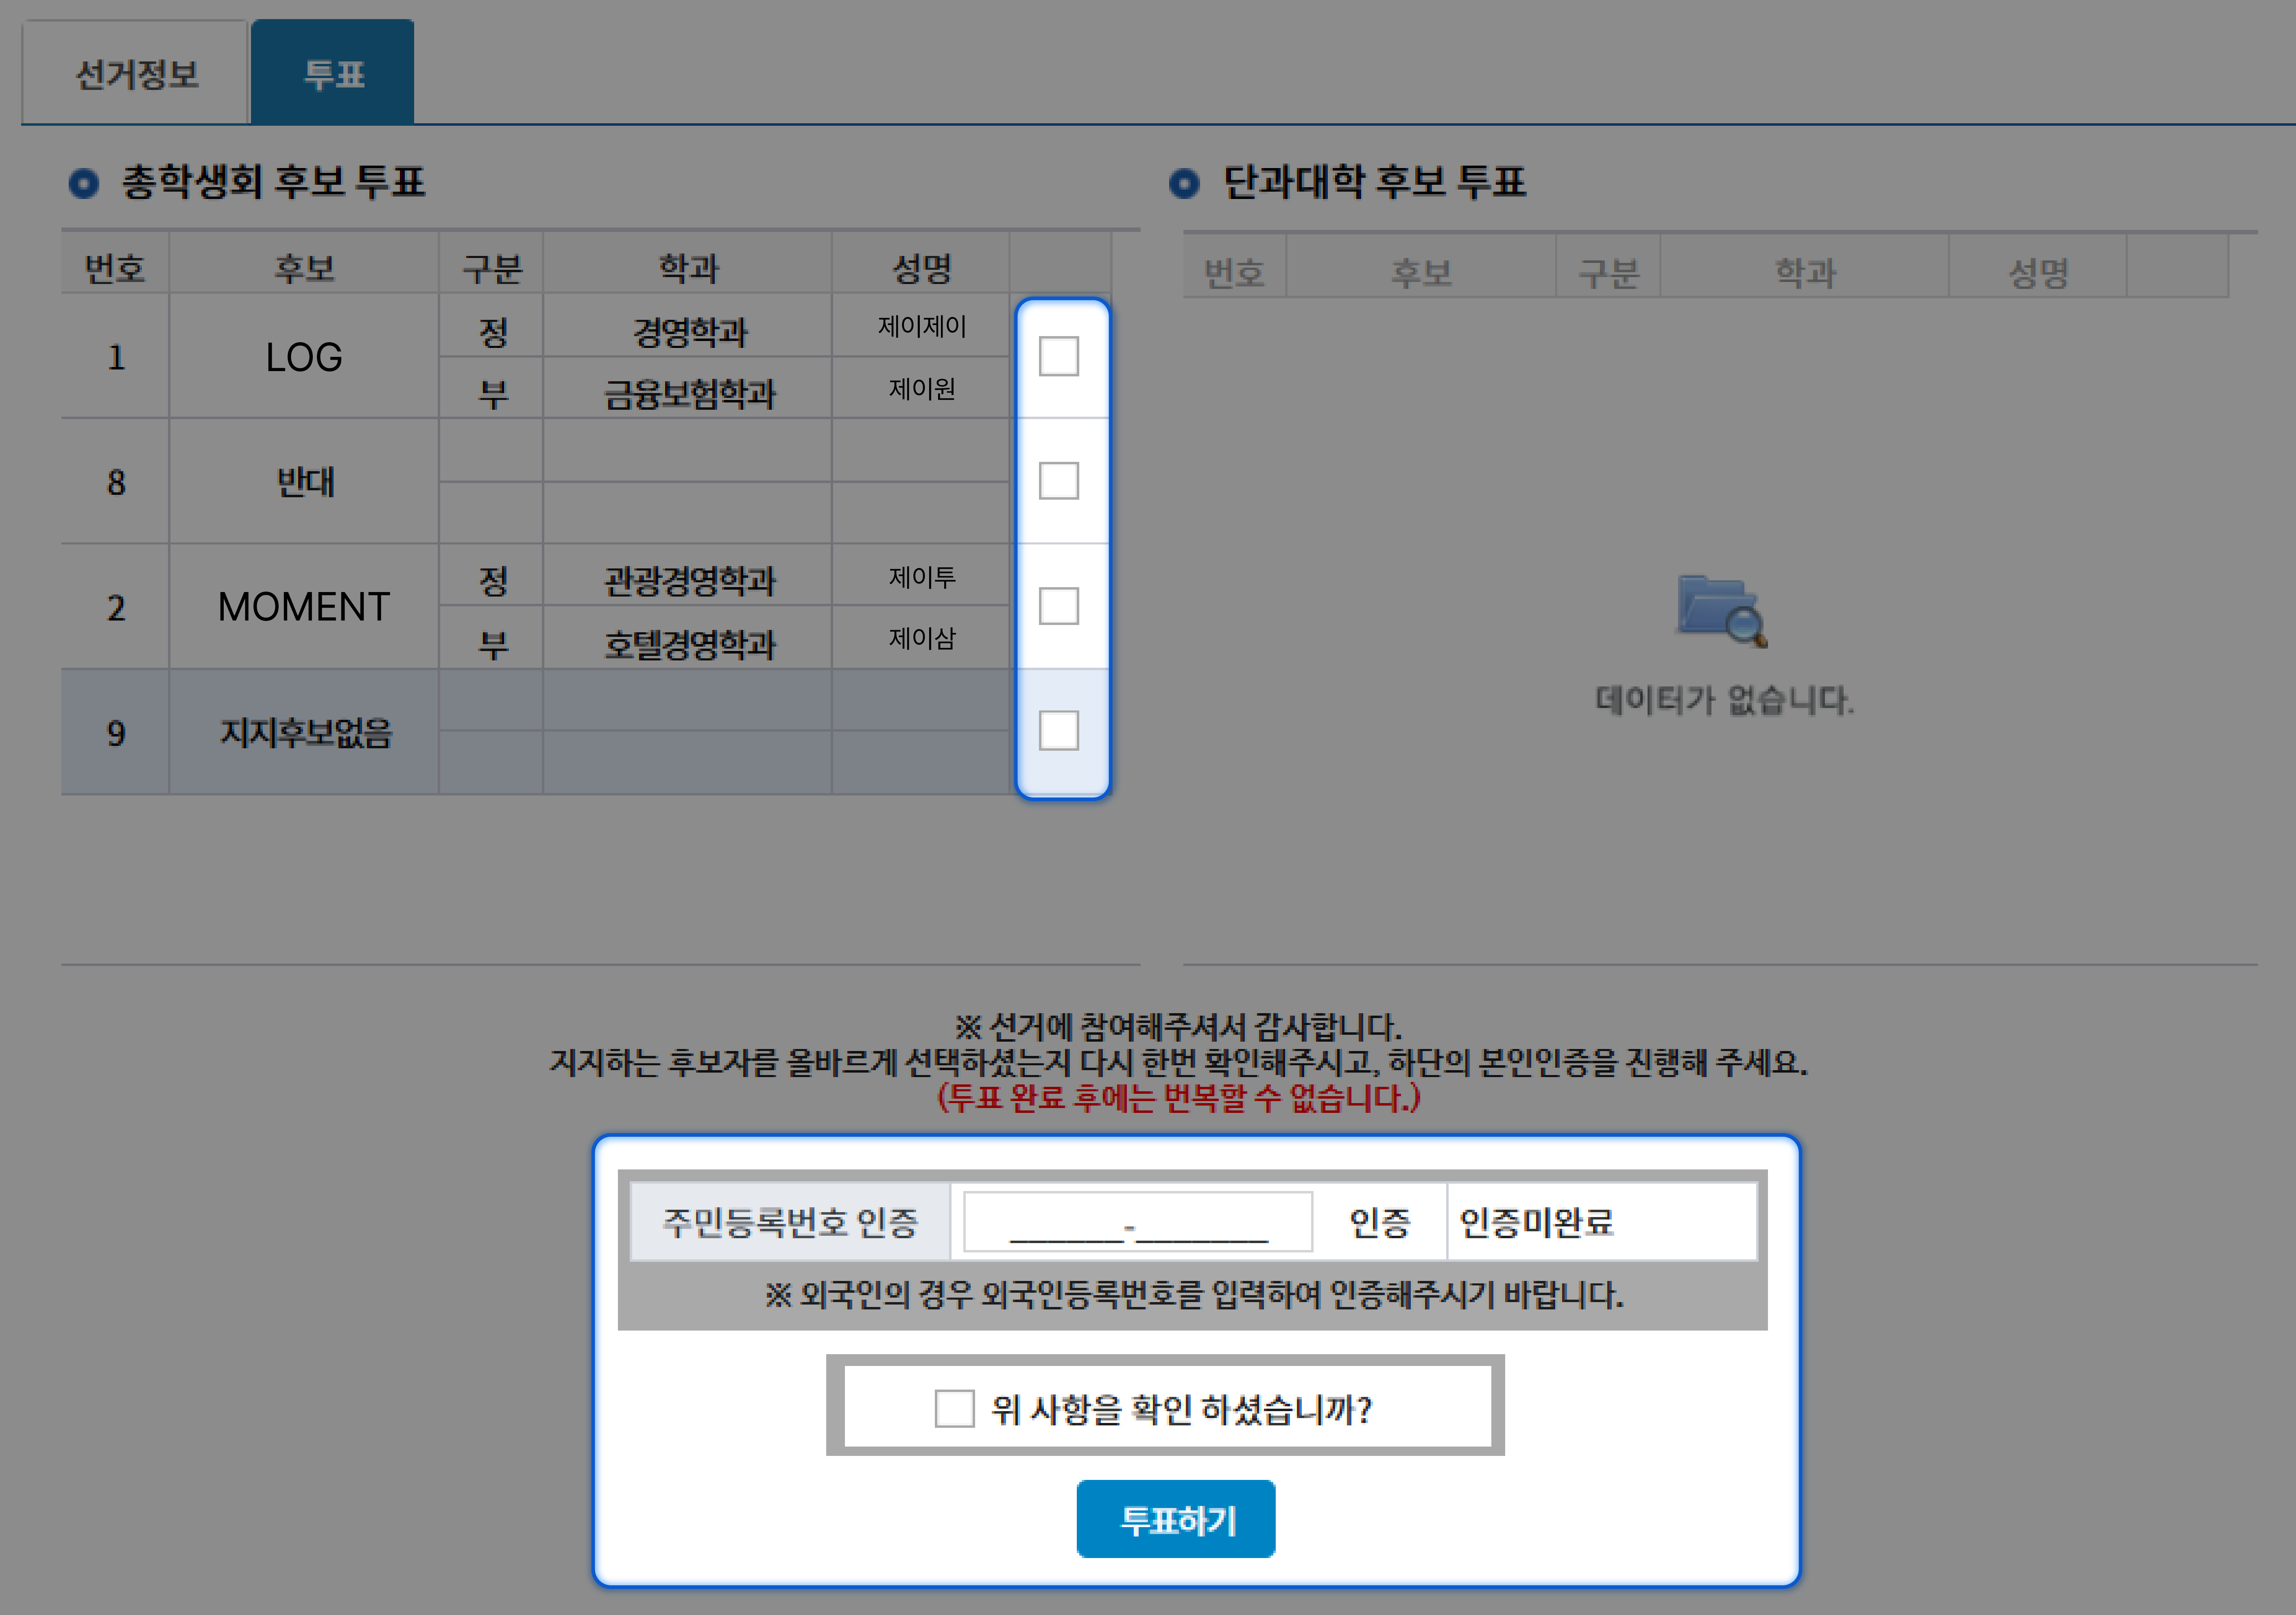 선거정보 투표
총학생회 후보 투표
번호 후보 구분 학과 성명
1 LOG 정 경영학과 제이제이
부 금융보험학과 제이원
8 반대
2 MOMENT 정 관광경영학과 제이투
부 호텔경영학과 제이삼
9 지지후보없음
단과대학 후보 투표
번호 후보 구분 학과 성명
데이터가 없습니다.
※ 선거에 참여해주셔서 감사합니다.
지지하는 후보자를 올바르게 선택하셨는지 다시 한번 확인해주시고, 하단의 본인인증을 진행해 주세요.
(투표 완료 후에는 번복할 수 없습니다.)
주민등록번호 인증 ______-_______ 인증 인증미완료
※ 외국인의 경우 외국인등록번호를 입력하여 인증해주시기 바랍니다.
위 사항을 확인 하셨습니까?
투표하기